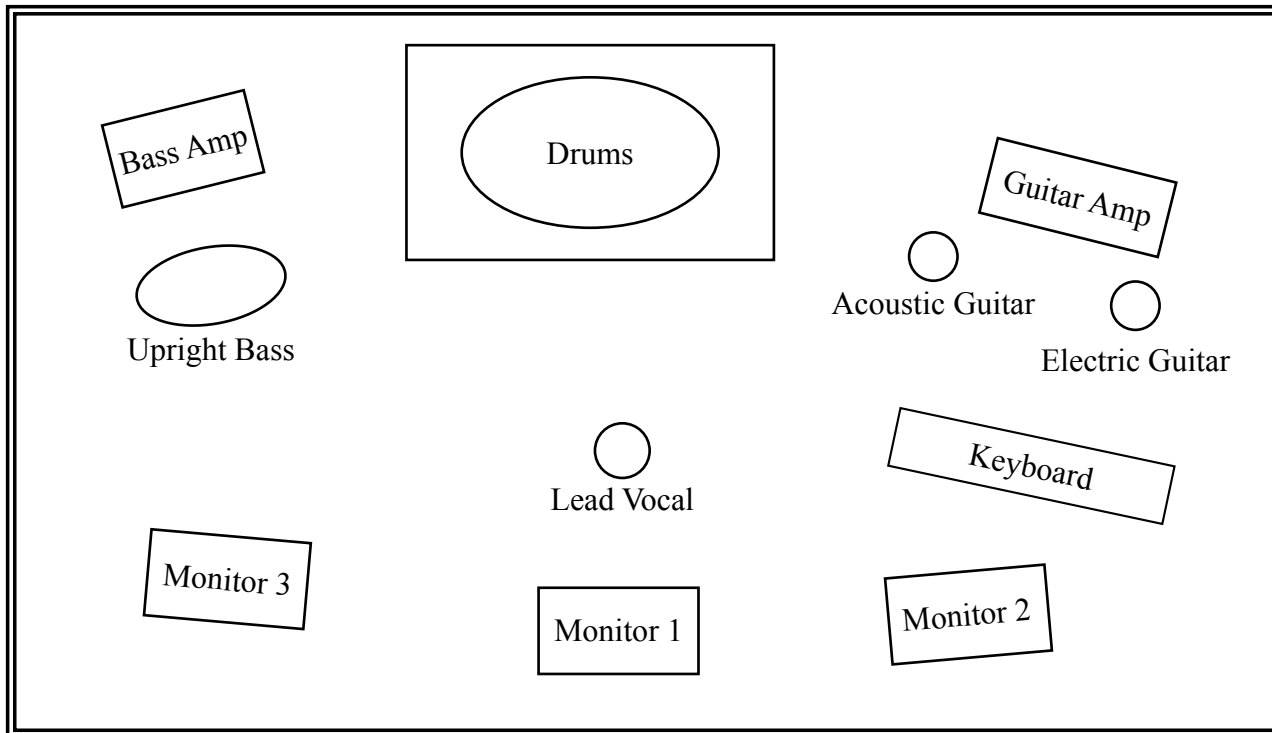 Bass Amp
Drums
Guitar Amp
Acoustic Guitar
Upright Bass
Electric Guitar
Keyboard
Lead Vocal
Monitor 3
Monitor 1
Monitor 2